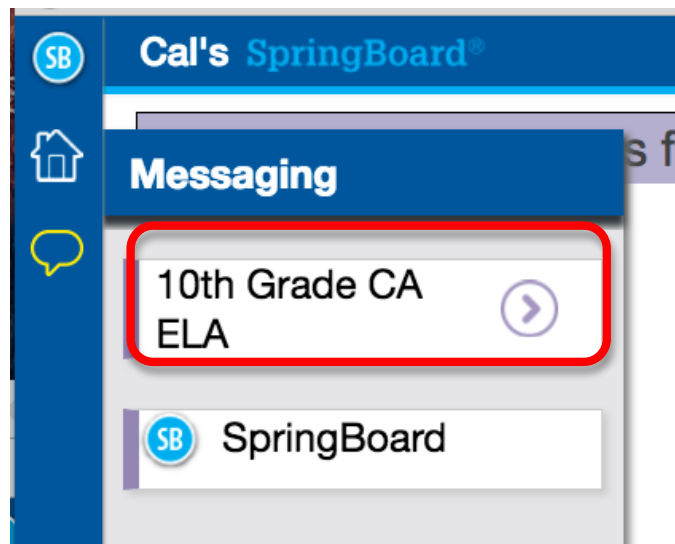 SB Cal's SpringBoard®
s f
Messaging
10th Grade CA
ELA
SB SpringBoard